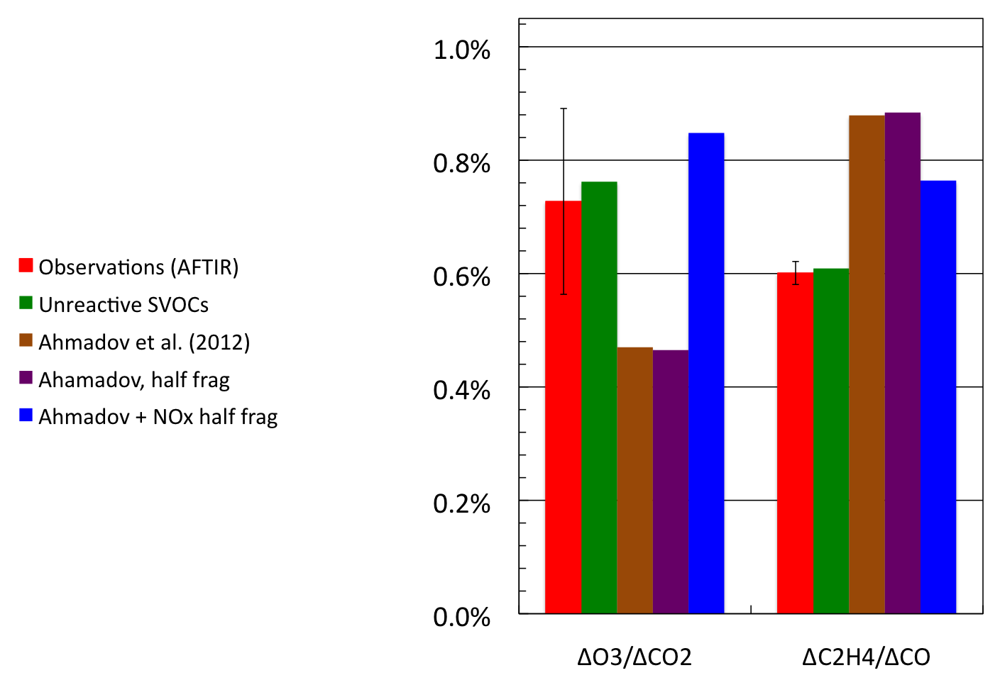 1.0%
0.8%
0.6%
0.4%
0.2%
0.0%
Observations (AFTIR)
Unreactive SVOCs
Ahmadov et al. (2012)
Ahamadov, half frag
Ahmadov + NOx half frag
ΔO3/ΔCO2
ΔC2H4/ΔCO